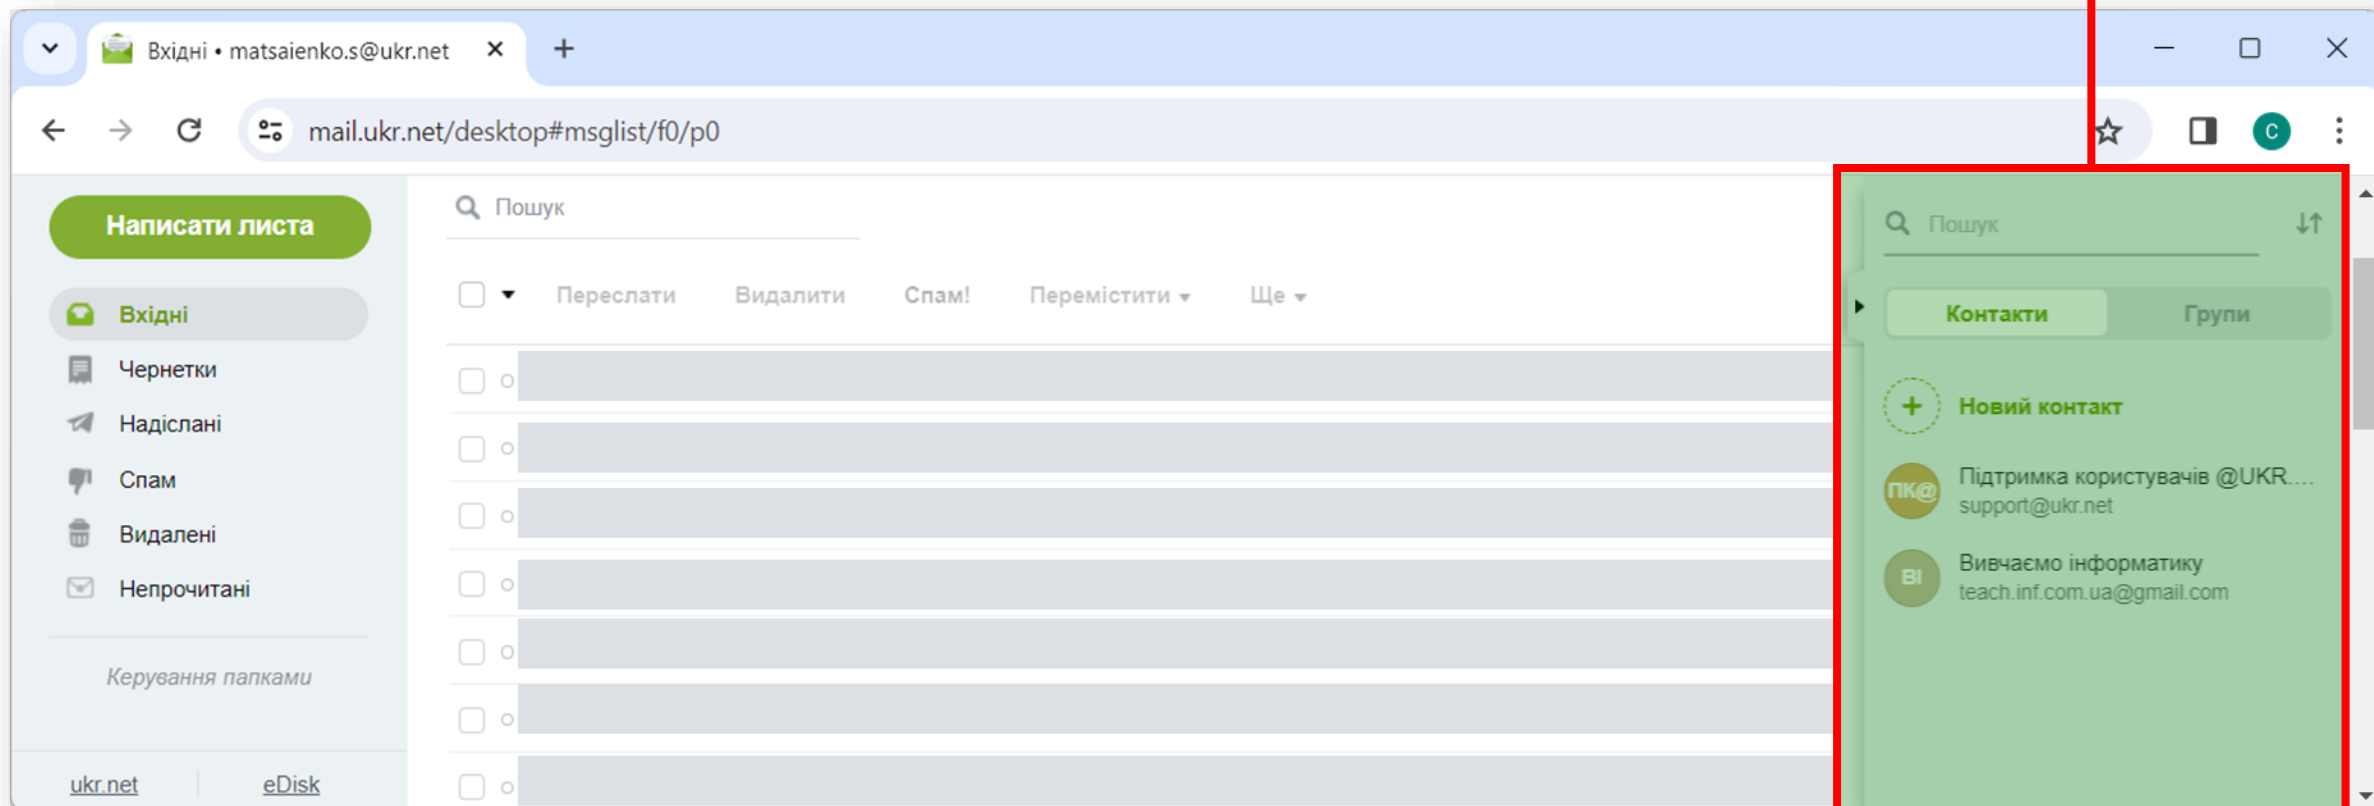 Вхідні • matsaienko.s@ukr.net
mail.ukr.net/desktop#msglist/f0/p0
C
Написати листа
Вхідні
Чернетки
Надіслані
Спам
Видалені
Непрочитані
Керування папками
ukr.net
eDisk
Пошук
Переслати Видалити Спам! Перемістити Ще
Пошук
Контакти Групи
Новий контакт
ПК@
Підтримка користувачів @UKR....
support@ukr.net
ВІ
Вивчаємо інформатику
teach.inf.com.ua@gmail.com